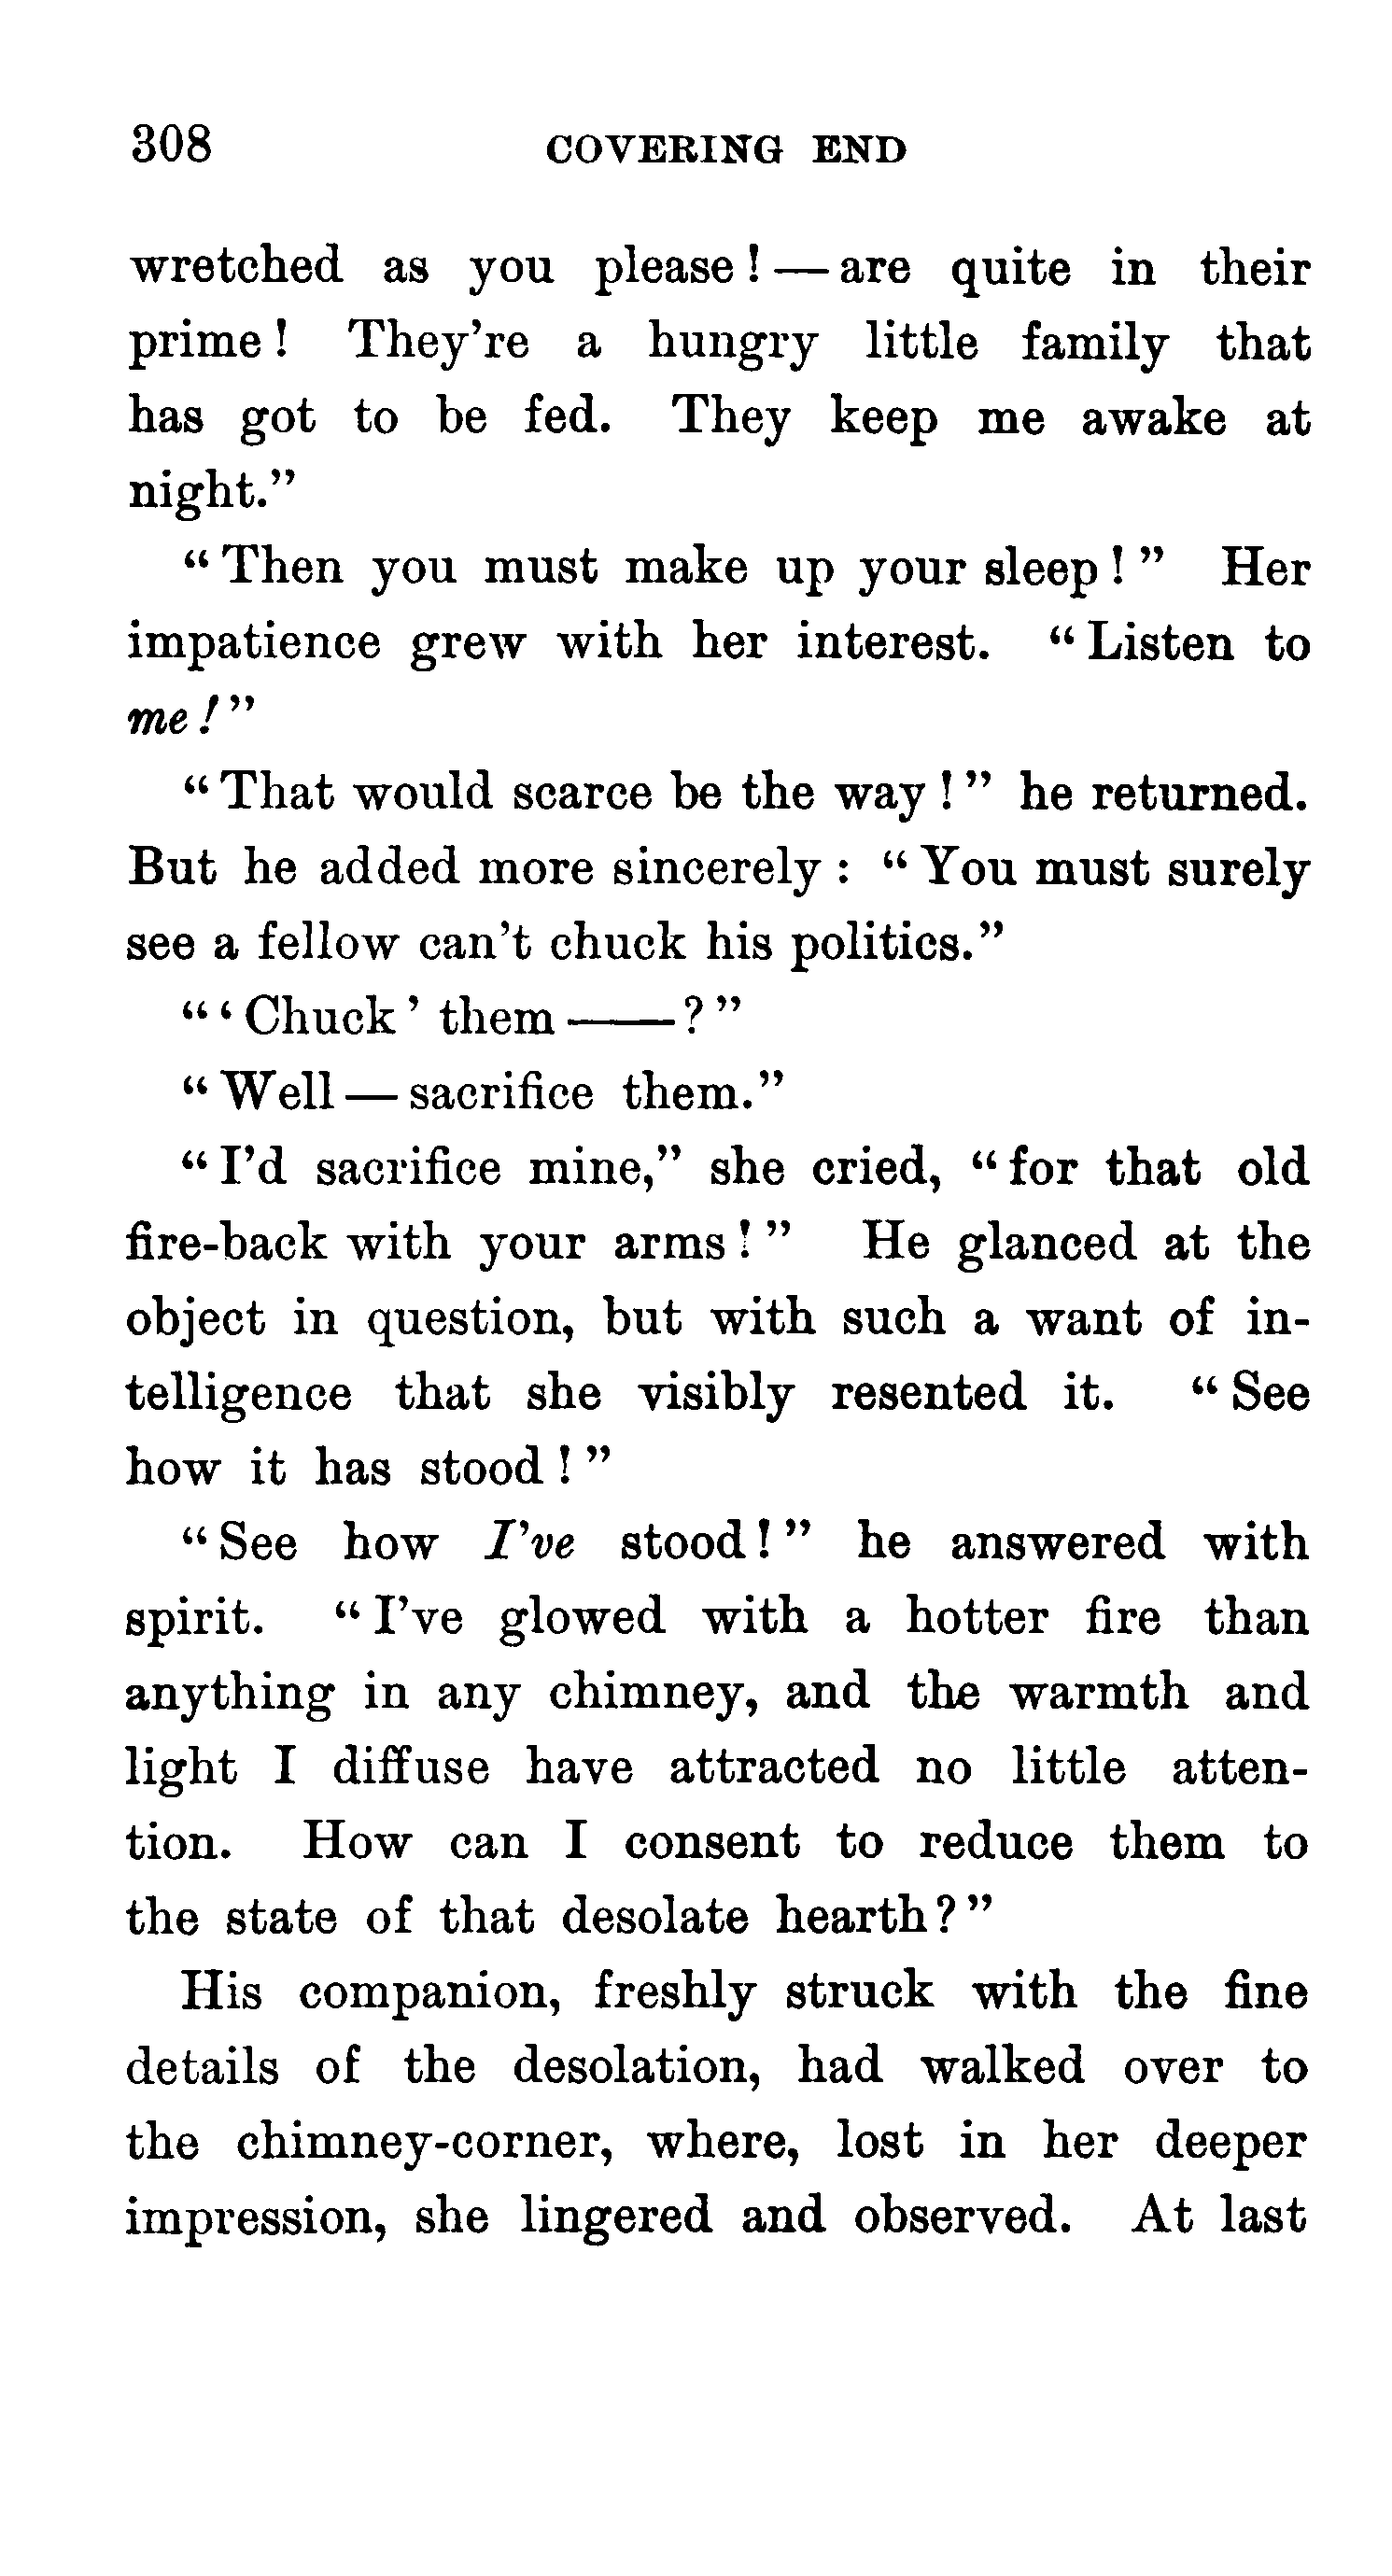 308 COVERING END
wretched as you please! — are quite in their
prime! They're a hungry little family that
has got to be fed. They keep me awake at
night."
"Then you must make up your sleep!" Her
impatience grew with her interest. "Listen to
me!"
"That would scarce be the way!" he returned.
But he added more sincerely: "You must surely
see a fellow can't chuck his politics."
"'Chuck' them ——?"
"Well — sacrifice them."
"I'd sacrifice mine," she cried, "for that old
fire-back with your arms!" He glanced at the
object in question, but with such a want of in-
telligence that she visibly resented it. "See
how it has stood!"
"See how I've stood!" he answered with
spirit. "I've glowed with a hotter fire than
anything in any chimney, and the warmth and
light I diffuse have attracted no little atten-
tion. How can I consent to reduce them to
the state of that desolate hearth?"
His companion, freshly struck with the fine
details of the desolation, had walked over to
the chimney-corner, where, lost in her deeper
impression, she lingered and observed. At last